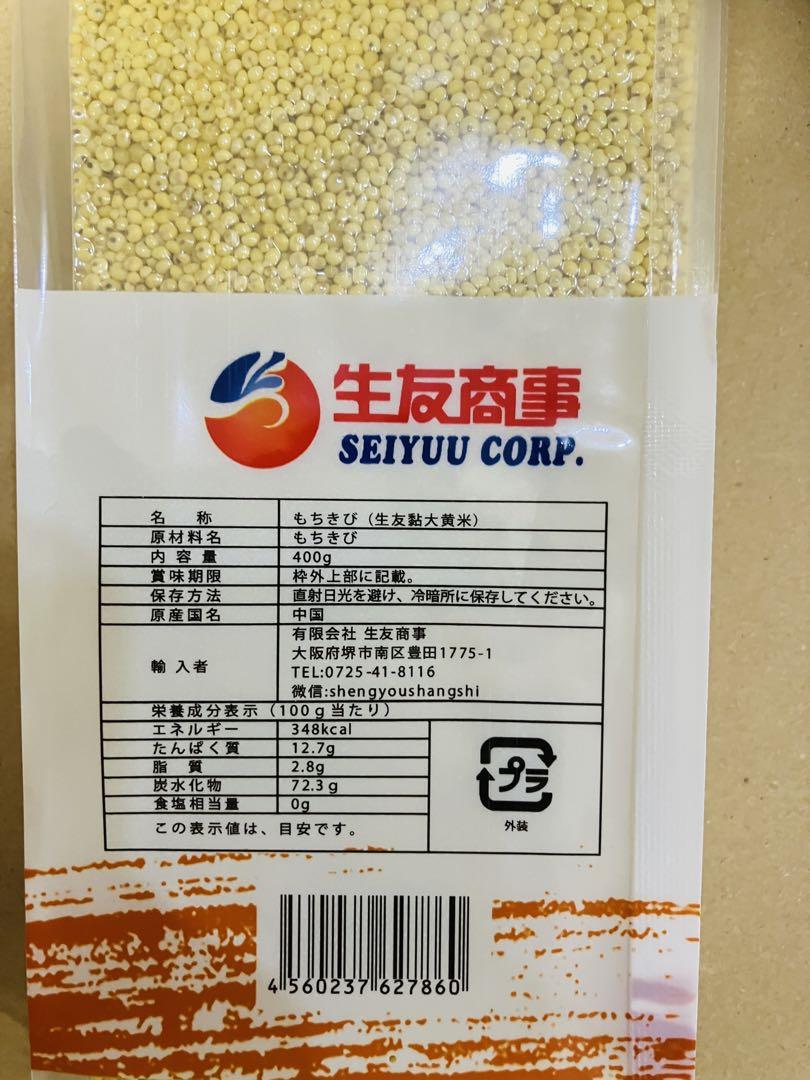 生友商事
SEIYUU CORP.
名 称 もちきび（生友黏大黄米）
原材料名 もちきび
内容量 400g
賞味期限 枠外上部に記載。
保存方法 直射日光を避け、冷暗所に保存してください。
原産国名 中国
輸入者 有限会社 生友商事
大阪府堺市南区豊田1775-1
TEL:0725-41-8116
微信:shengyoushangshi
栄養成分表示（100g当たり）
エネルギー 348kcal
たんぱく質 12.7g
脂 質 2.8g
炭水化物 72.3g
食塩相当量 0g
この表示値は、目安です。
プラ
外装
4 560237 627860